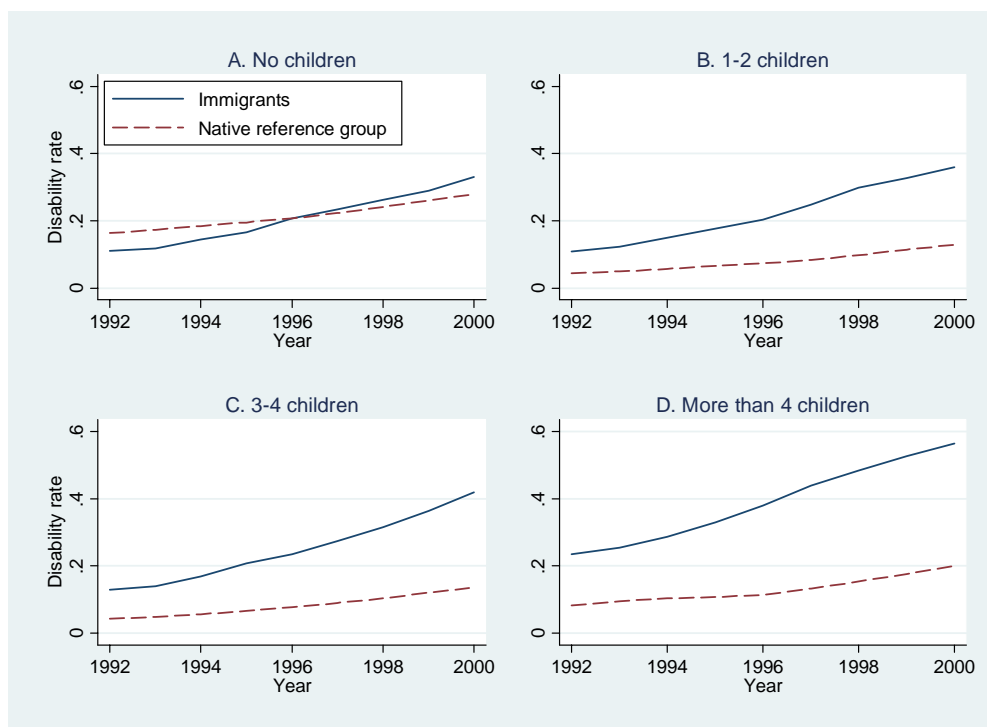 A. No children
.6
.4
.2
0
Disability rate
Immigrants
Native reference group
1992 1994 1996 1998 2000
Year
B. 1-2 children
.6
.4
.2
0
1992 1994 1996 1998 2000
Year
C. 3-4 children
.6
.4
.2
0
Disability rate
1992 1994 1996 1998 2000
Year
D. More than 4 children
.6
.4
.2
0
1992 1994 1996 1998 2000
Year